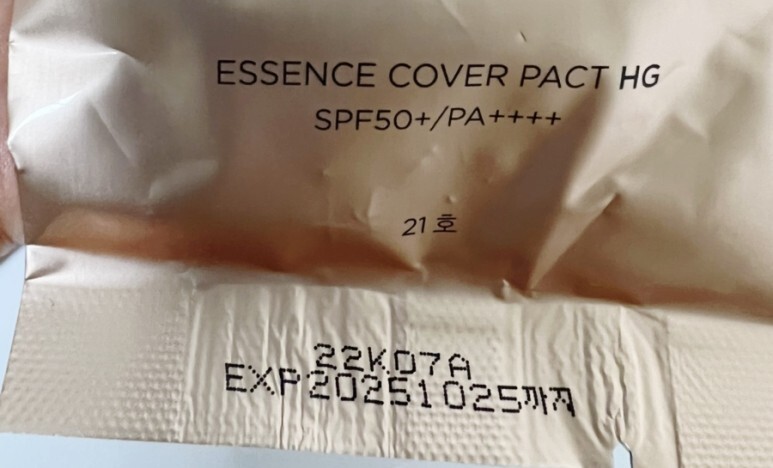 ESSENCE COVER PACT HG
SPF50+/PA++++
21호
22K07A
EXP20251025까지